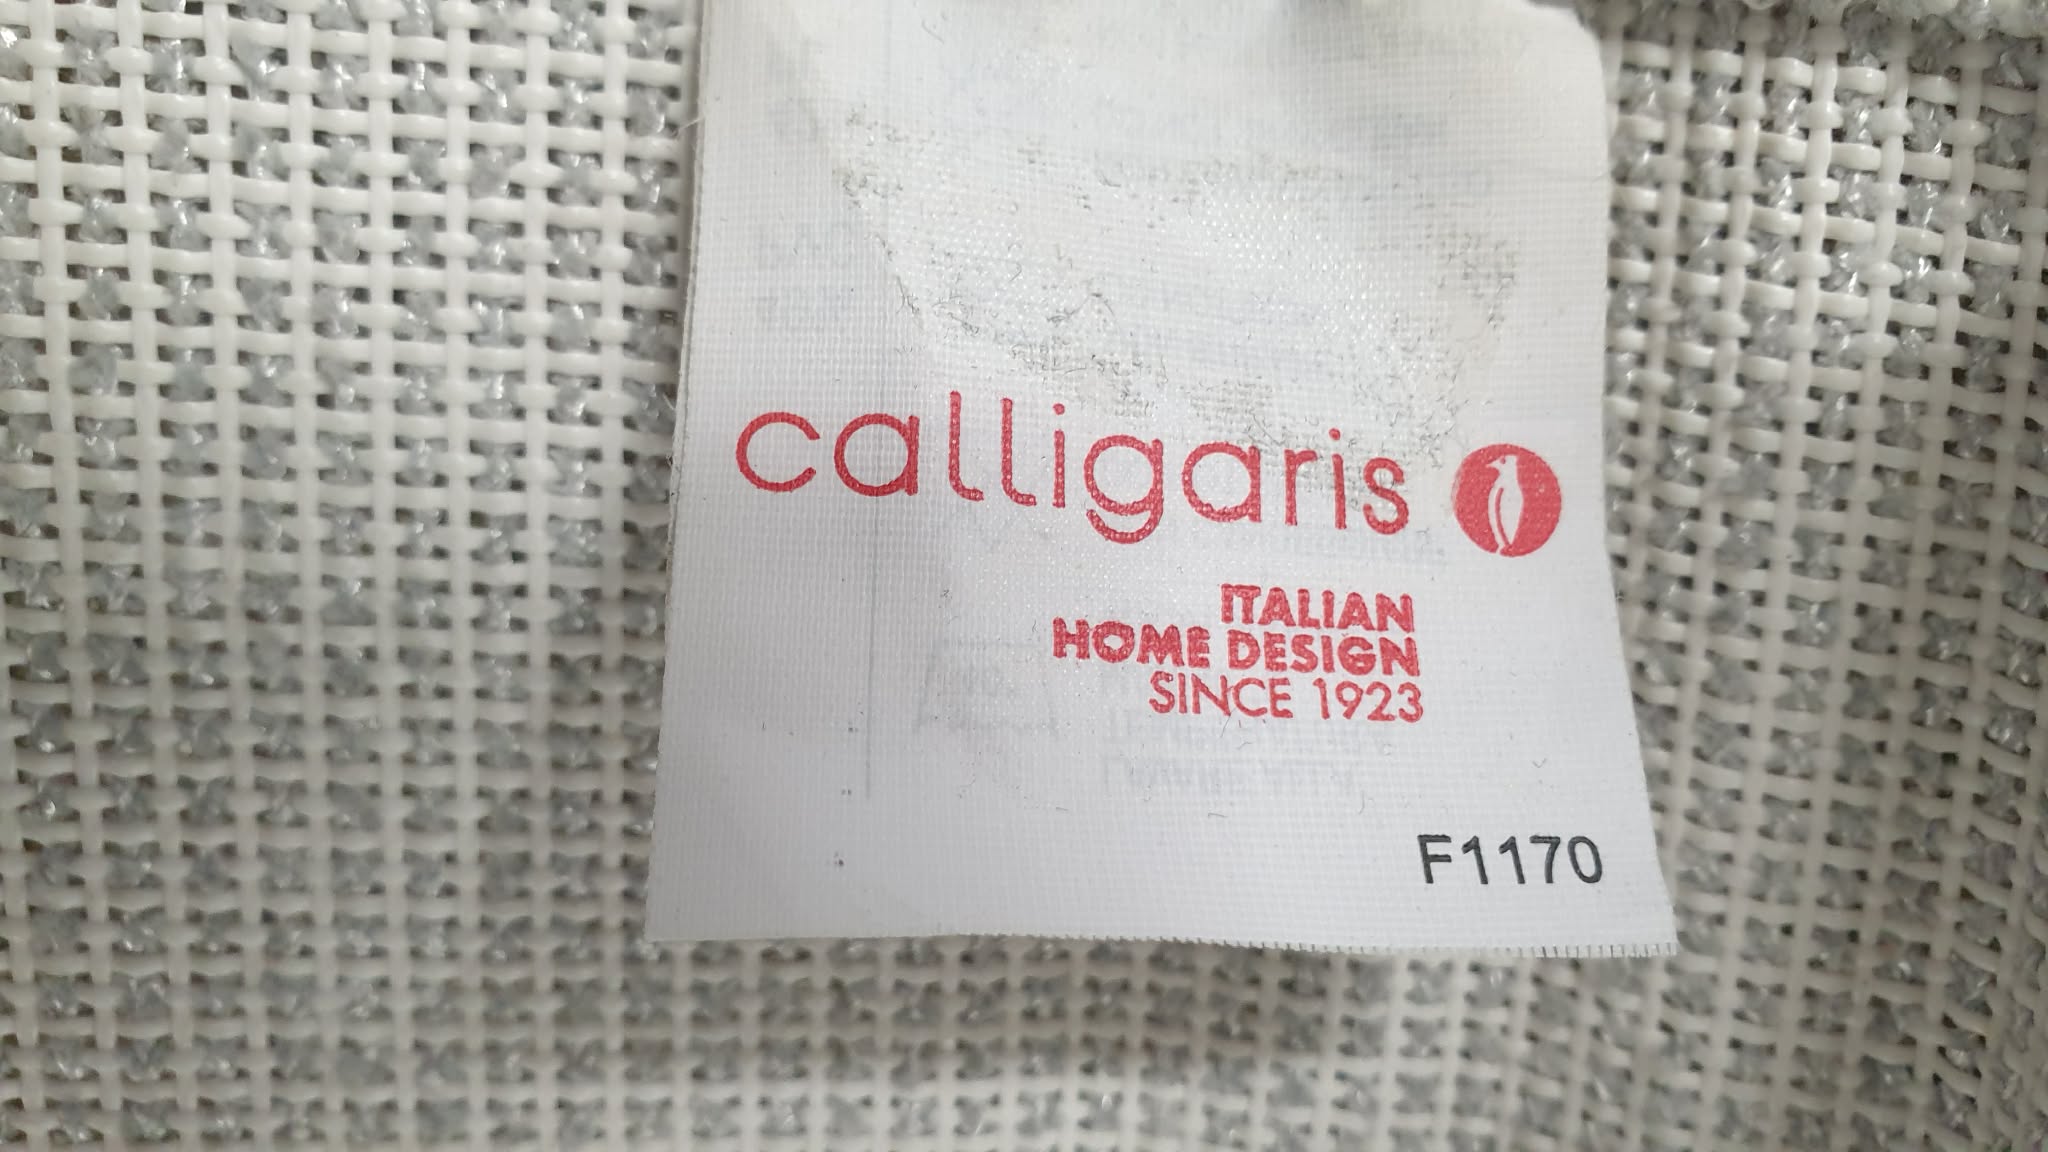 calligaris
ITALIAN
HOME DESIGN
SINCE 1923
F1170